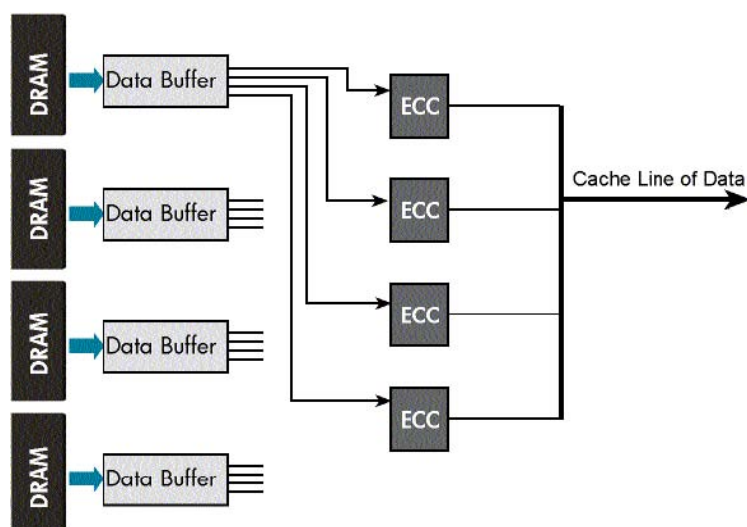 DRAM
Data Buffer
ECC
DRAM
Data Buffer
ECC
Cache Line of Data
DRAM
Data Buffer
ECC
DRAM
Data Buffer
ECC